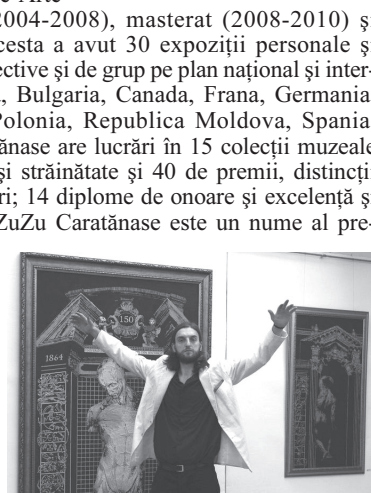 2004-2008), masterat (2008-2010) ş
cesta a avut 30 expoziţii personale şi
ective şi de grup pe plan naţional şi inter-
, Bulgaria, Canada, Frana, Germania
Polonia, Republica Moldova, Spania
ănase are lucrări în 15 colecţii muzeale
şi străinătate şi 40 de premii, distincţi
ri; 14 diplome de onoare şi excelenţă ş
ZuZu Caratănase este un nume al pre-
150
1864